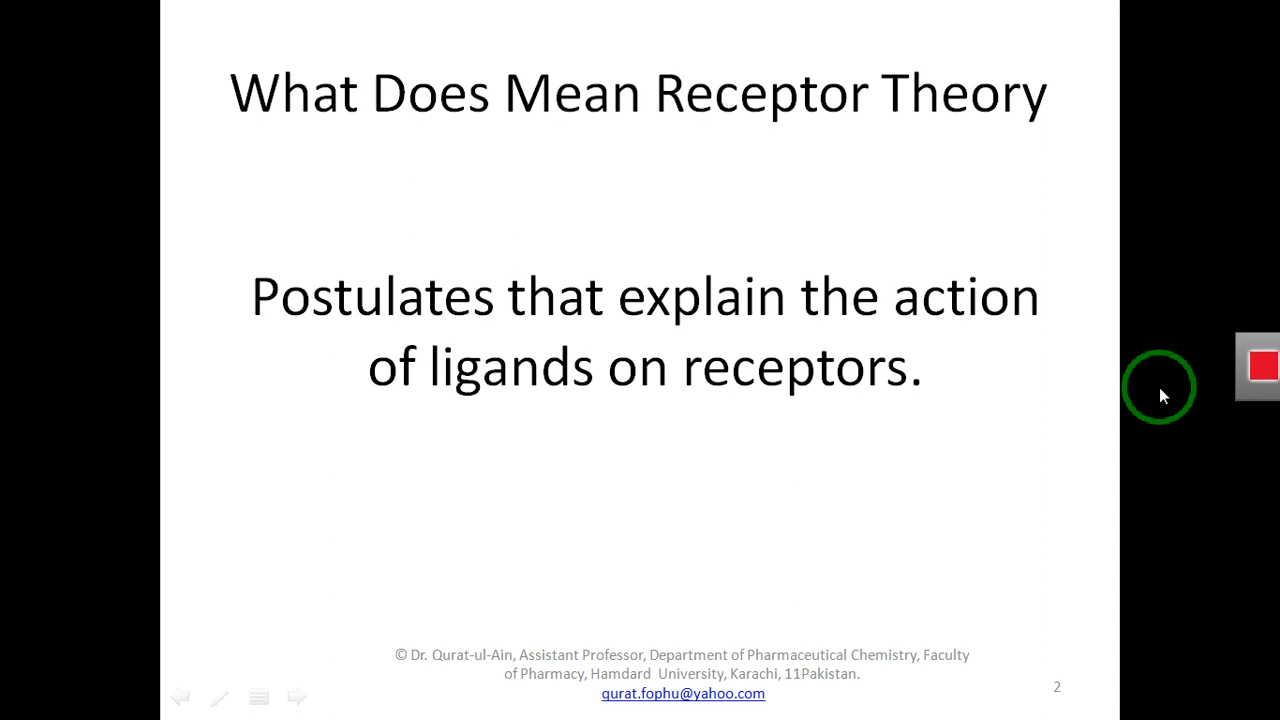 What Does Mean Receptor Theory
Postulates that explain the action
of ligands on receptors.
© Dr. Qurat-ul-Ain, Assistant Professor, Department of Pharmaceutical Chemistry, Faculty
of Pharmacy, Hamdard University, Karachi, 11Pakistan.
qurat.fophu@yahoo.com
2